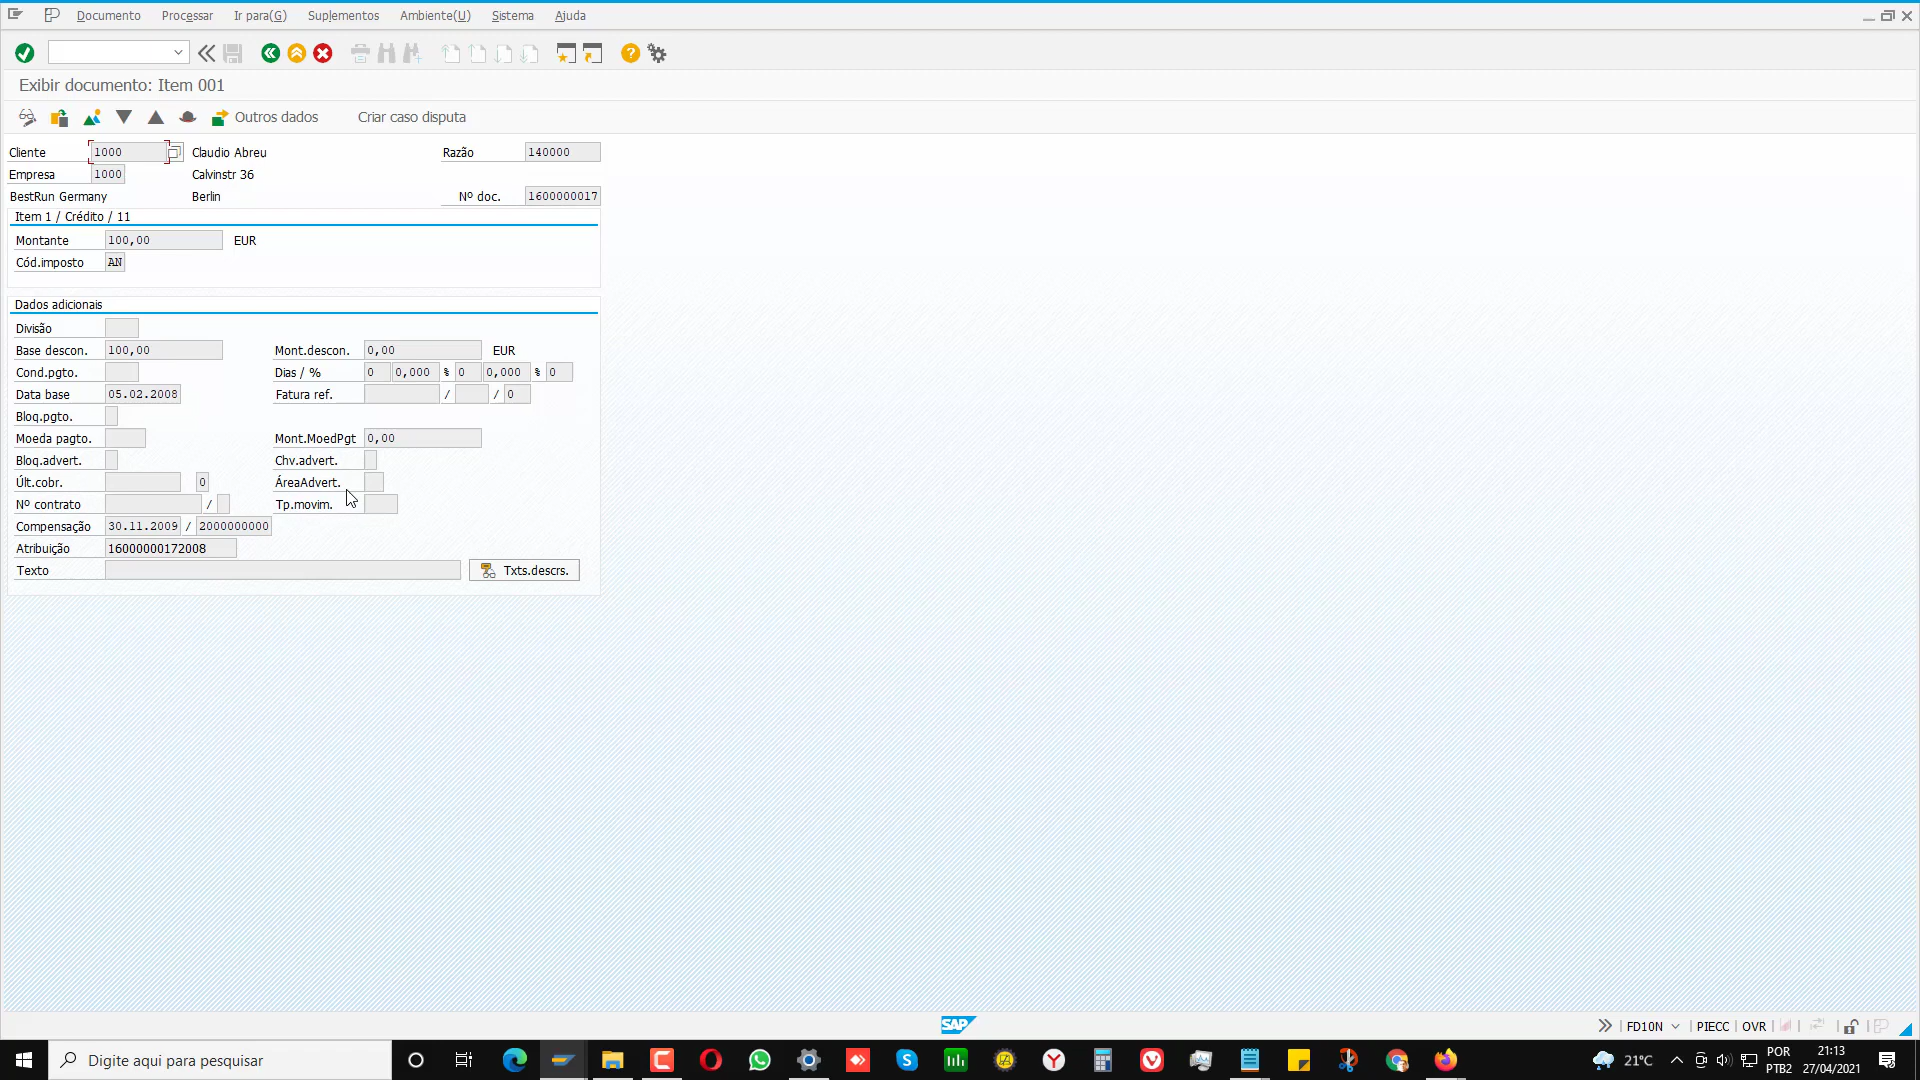 Documento Processar Ir para(G) Suplementos Ambiente(U) Sistema Ajuda
Exibir documento: Item 001
Outros dados Criar caso disputa
Cliente 1000 Claudio Abreu Razão 140000
Empresa 1000 Calvinstr 36
BestRun Germany Berlin Nº doc. 1600000017
Item 1 / Crédito / 11
Montante 100,00 EUR
Cód.imposto AN
Dados adicionais
Divisão
Base descon. 100,00 Mont.descon. 0,00 EUR
Cond.pgto. Dias / % 0 0,000 % 0 0,000 % 0
Data base 05.02.2008 Fatura ref. / / 0
Bloq.pgto.
Moeda pagto. Mont.MoedPgt 0,00
Bloq.advert. Chv.advert.
Últ.cobr. 0 ÁreaAdvert.
Nº contrato / Tp.movim.
Compensação 30.11.2009 / 2000000000
Atribuição 16000000172008
Texto Txts.descrs.
SAP FD10N PIECC OVR
Digite aqui para pesquisar 21°C POR 21:13
PTB2 27/04/2021